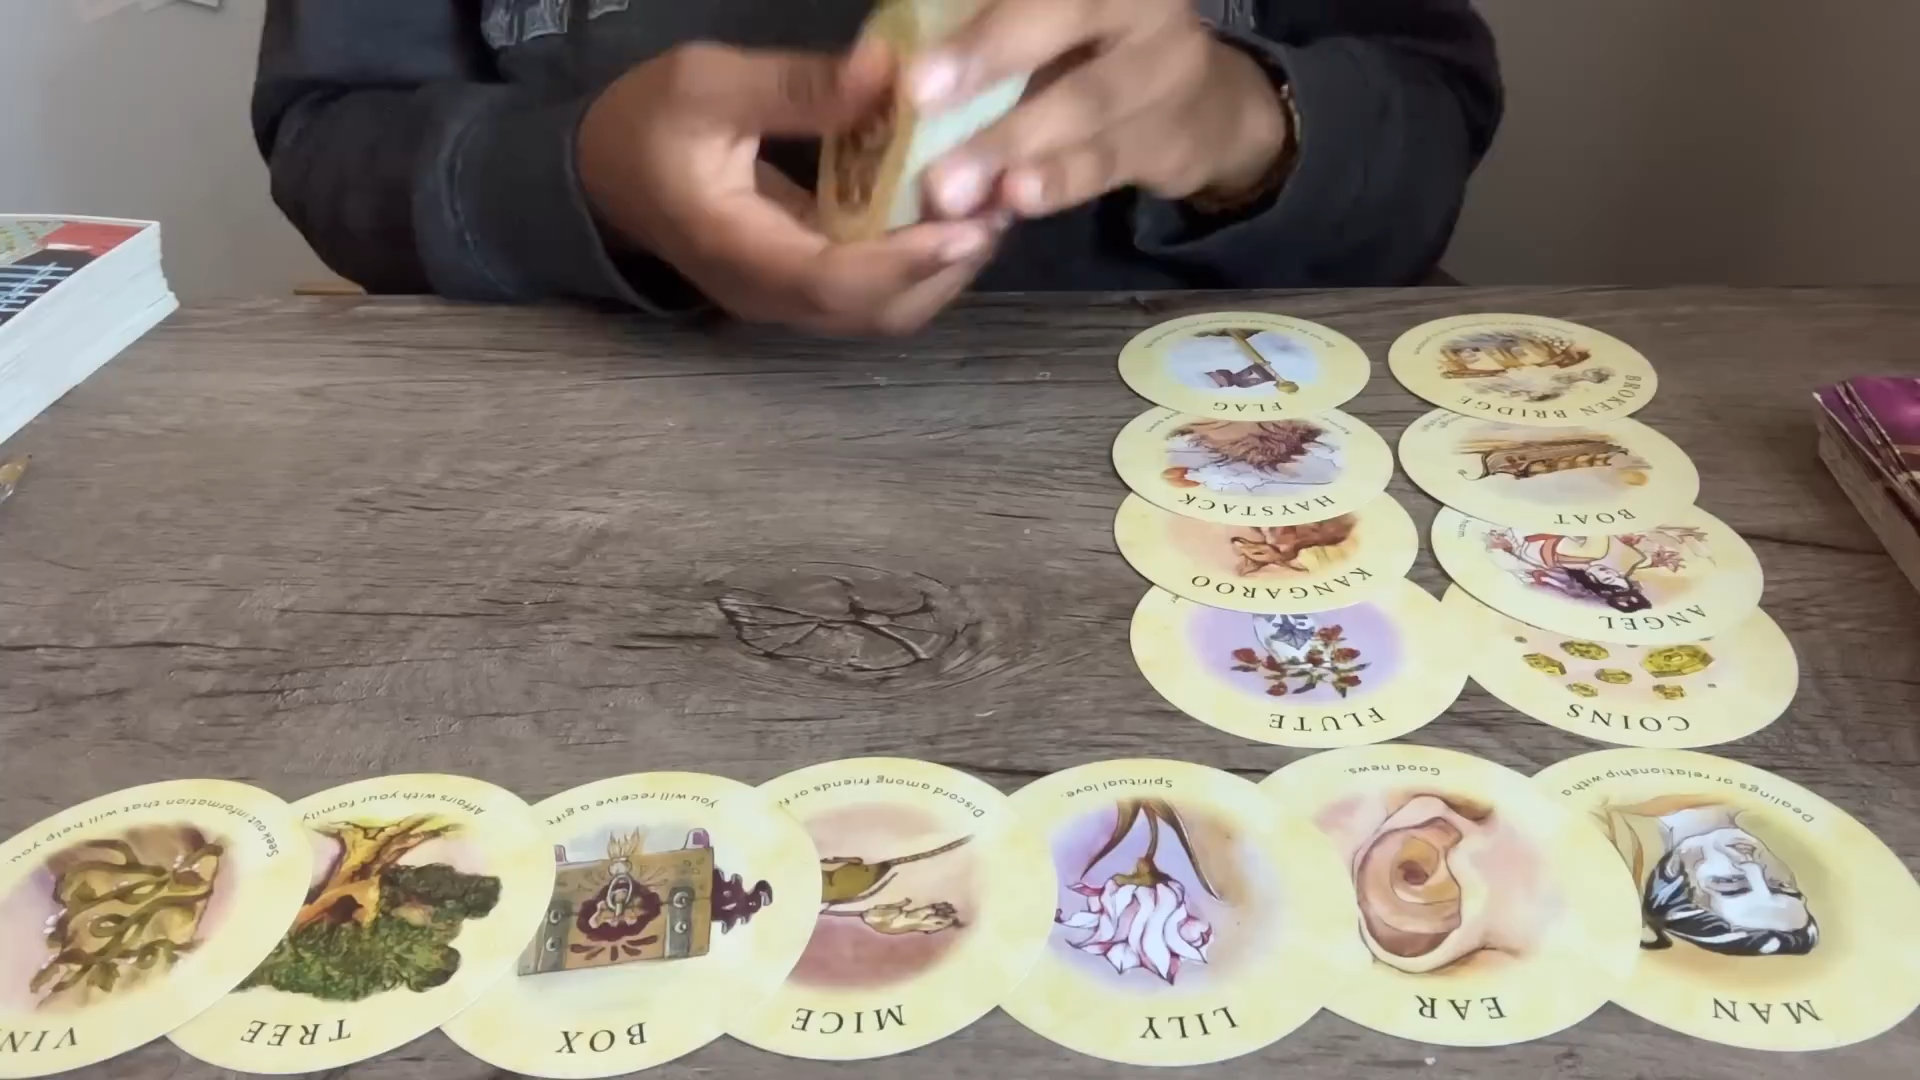 FLAG
BROKEN BRIDGE
HAYSTACK
BOAT
KANGAROO
ANGEL
FLUTE
COINS
Seek out information that will help you.
VIN
Affairs with your family
TREE
you will receive a gift
BOX
Discord among friends or
MICE
Spiritual love.
LILY
Good news.
EAR
Dealings or relationship with a
MAN